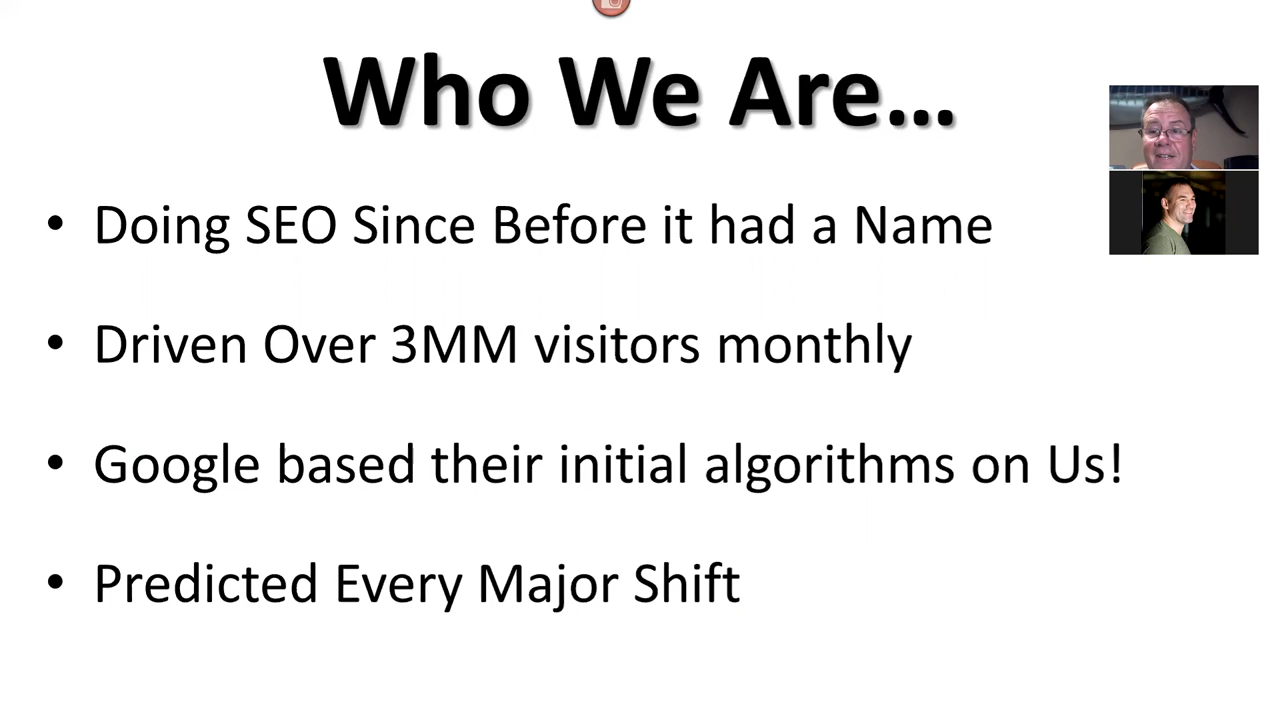 Who We Are...
• Doing SEO Since Before it had a Name
• Driven Over 3MM visitors monthly
• Google based their initial algorithms on Us!
• Predicted Every Major Shift